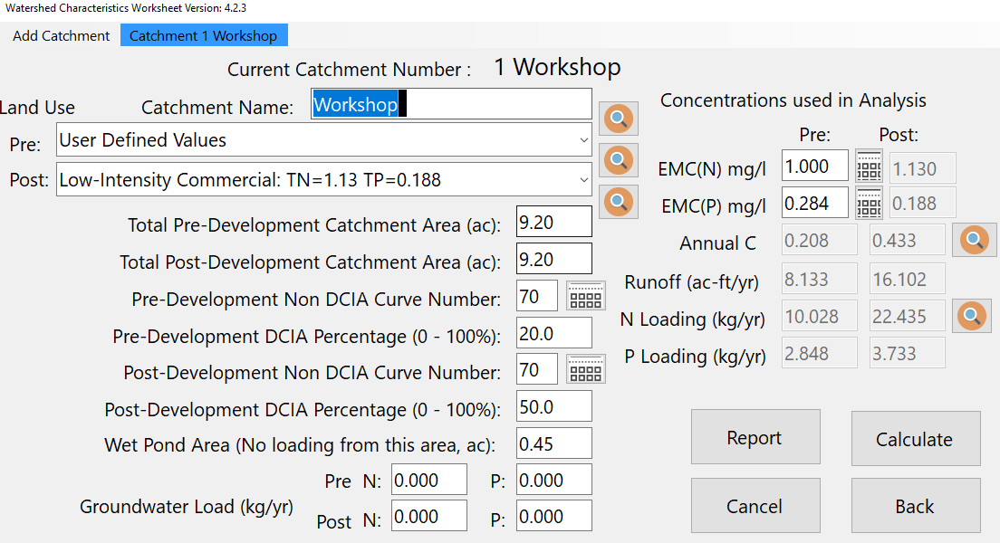 Watershed Characteristics Worksheet Version: 4.2.3
Add Catchment Catchment 1 Workshop
Current Catchment Number : 1 Workshop
Land Use Catchment Name: Workshop
Pre: User Defined Values
Post: Low-Intensity Commercial: TN=1.13 TP=0.188
Total Pre-Development Catchment Area (ac): 9.20
Total Post-Development Catchment Area (ac): 9.20
Pre-Development Non DCIA Curve Number: 70
Pre-Development DCIA Percentage (0 - 100%): 20.0
Post-Development Non DCIA Curve Number: 70
Post-Development DCIA Percentage (0 - 100%): 50.0
Wet Pond Area (No loading from this area, ac): 0.45
Groundwater Load (kg/yr)
Pre N: 0.000 P: 0.000
Post N: 0.000 P: 0.000
Concentrations used in Analysis
Pre: Post:
EMC(N) mg/l 1.000 1.130
EMC(P) mg/l 0.284 0.188
Annual C 0.208 0.433
Runoff (ac-ft/yr) 8.133 16.102
N Loading (kg/yr) 10.028 22.435
P Loading (kg/yr) 2.848 3.733
Report Calculate
Cancel Back